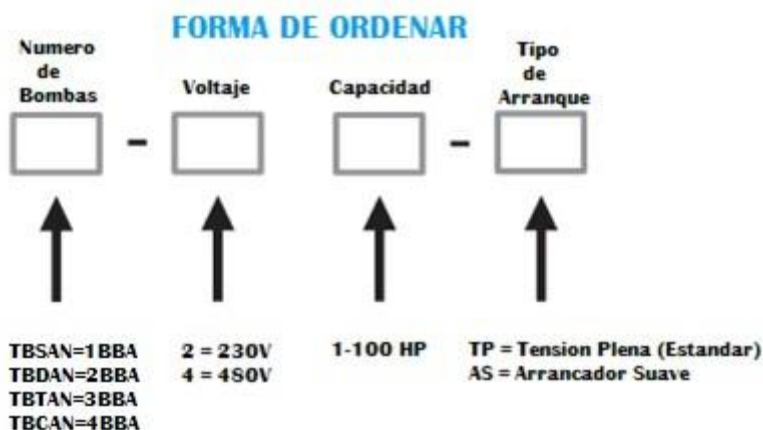 FORMA DE ORDENAR
Numero
de
Bombas
Voltaje
Capacidad
Tipo
de
Arranque
- -
TBSAN=1BBA
TBDAN=2BBA
TBTAN=3BBA
TBCAN=4BBA
2 = 230V
4 = 480V
1-100 HP
TP = Tension Plena (Estandar)
AS = Arrancador Suave